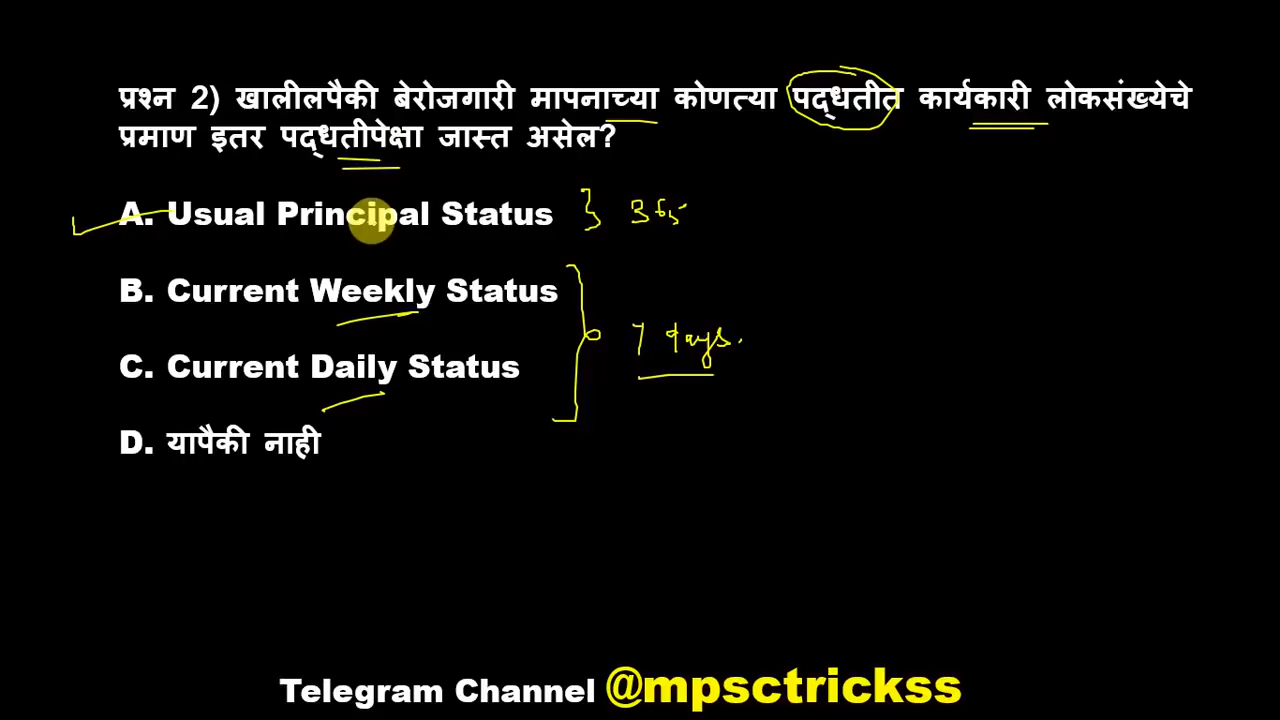 प्रश्न 2) खालीलपैकी बेरोजगारी मापनाच्या कोणत्या पद्धतीत कार्यकारी लोकसंख्येचे
प्रमाण इतर पद्धतीपेक्षा जास्त असेल?
A. Usual Principal Status } 365
B. Current Weekly Status
7 days.
C. Current Daily Status
D. यापैकी नाही
Telegram Channel @mpsctrickss